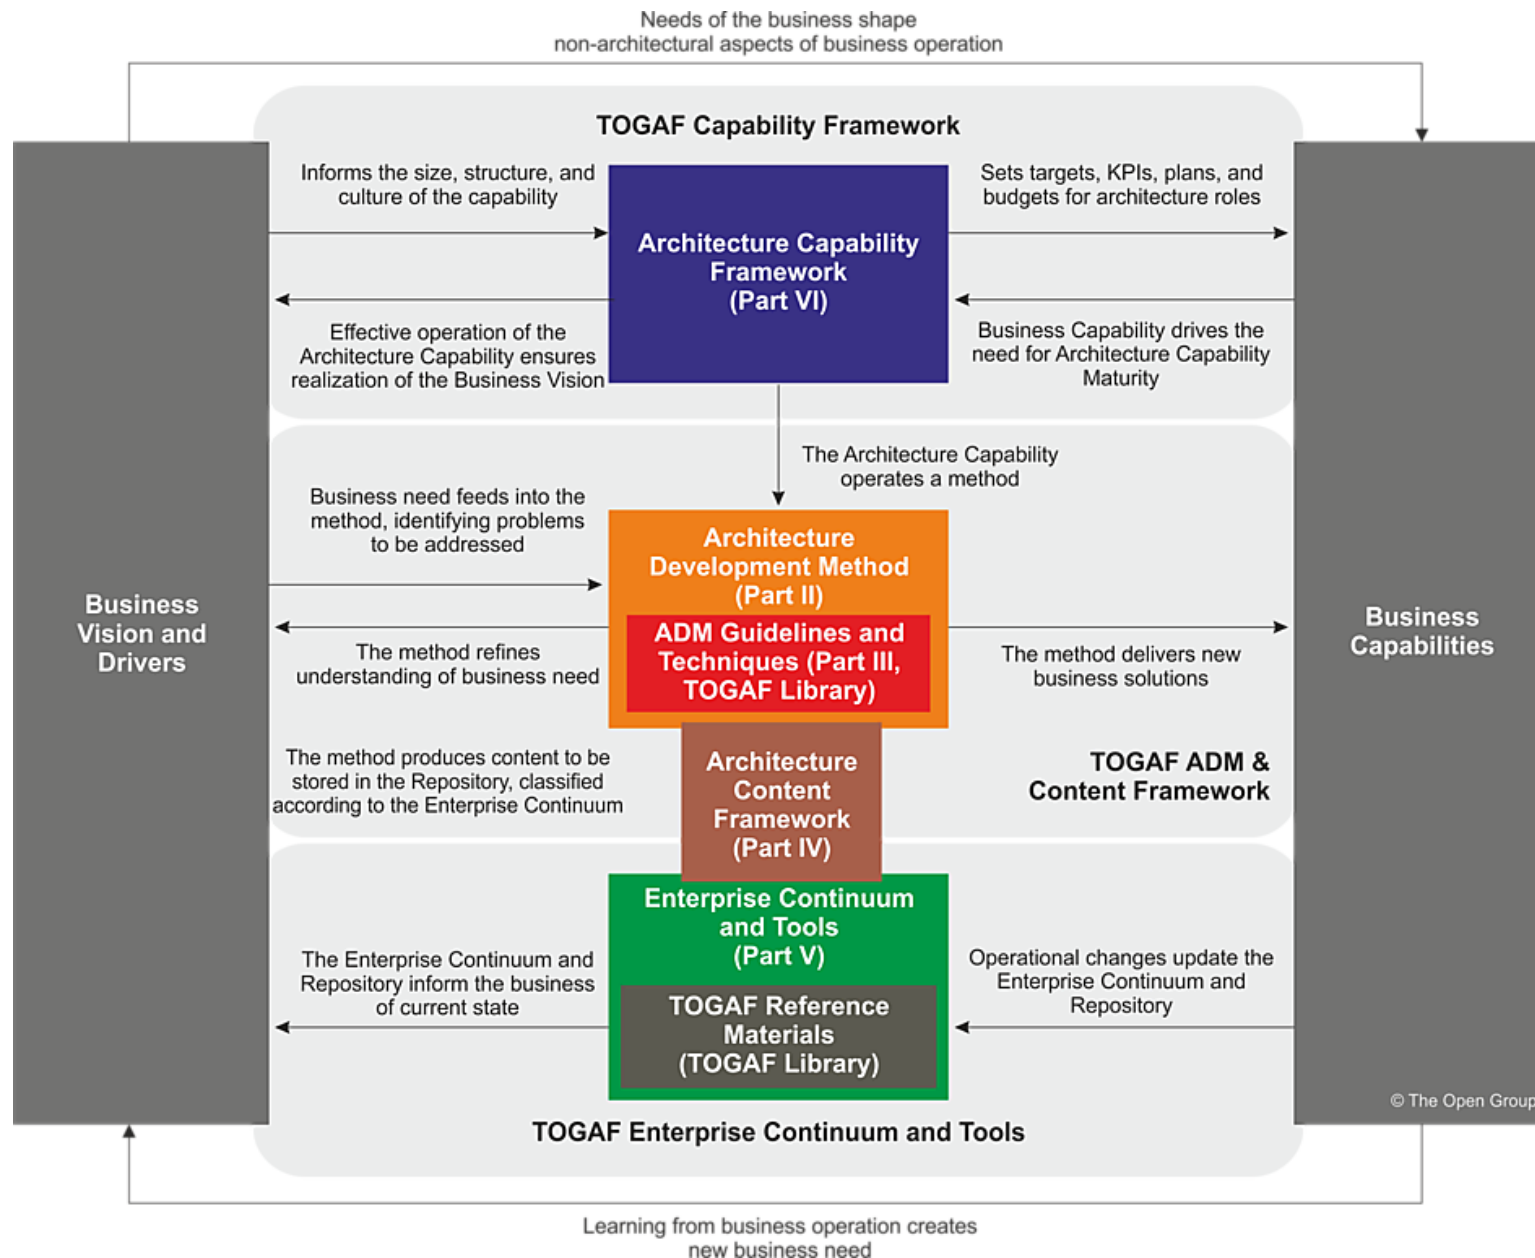 Needs of the business shape
non-architectural aspects of business operation
TOGAF Capability Framework
Informs the size, structure, and
culture of the capability
Architecture Capability
Framework
(Part VI)
Sets targets, KPIs, plans, and
budgets for architecture roles
Effective operation of the
Architecture Capability ensures
realization of the Business Vision
Business Capability drives the
need for Architecture Capability
Maturity
The Architecture Capability
operates a method
Business need feeds into the
method, identifying problems
to be addressed
Architecture
Development Method
(Part II)
ADM Guidelines and
Techniques (Part III,
TOGAF Library)
Business
Vision and
Drivers
Business
Capabilities
The method refines
understanding of business need
The method delivers new
business solutions
The method produces content to be
stored in the Repository, classified
according to the Enterprise Continuum
Architecture
Content
Framework
(Part IV)
TOGAF ADM &
Content Framework
Enterprise Continuum
and Tools
(Part V)
The Enterprise Continuum and
Repository inform the business
of current state
Operational changes update the
Enterprise Continuum and
Repository
TOGAF Reference
Materials
(TOGAF Library)
© The Open Group
TOGAF Enterprise Continuum and Tools
Learning from business operation creates
new business need